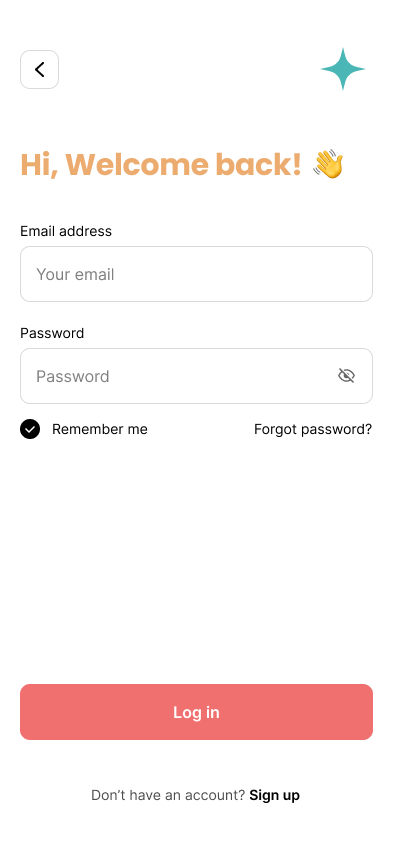 Hi, Welcome back! 👋
Email address
Your email
Password
Password
Remember me
Forgot password?
Log in
Don’t have an account? Sign up